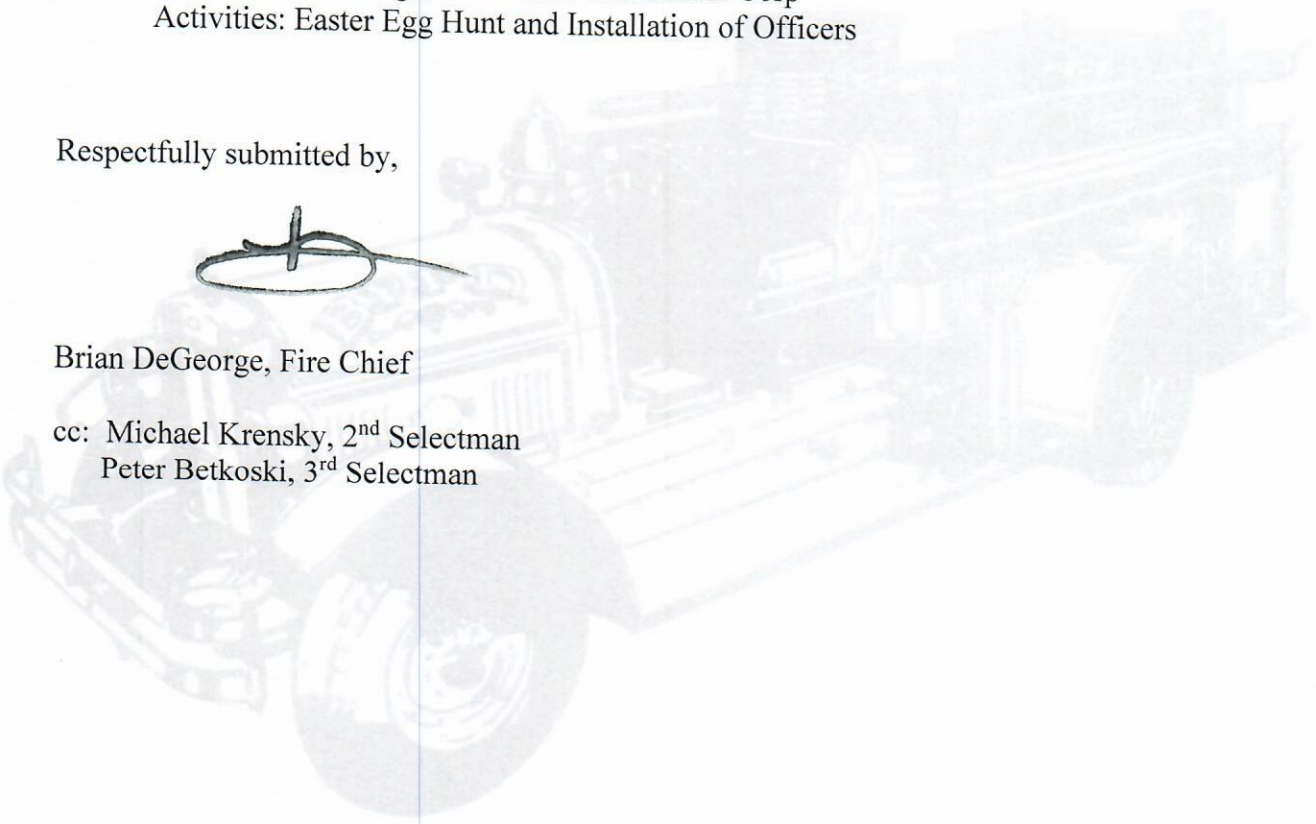 Activities: Easter Egg Hunt and Installation of Officers
Respectfully submitted by,
Brian DeGeorge, Fire Chief
cc: Michael Krensky, 2nd Selectman
Peter Betkoski, 3rd Selectman